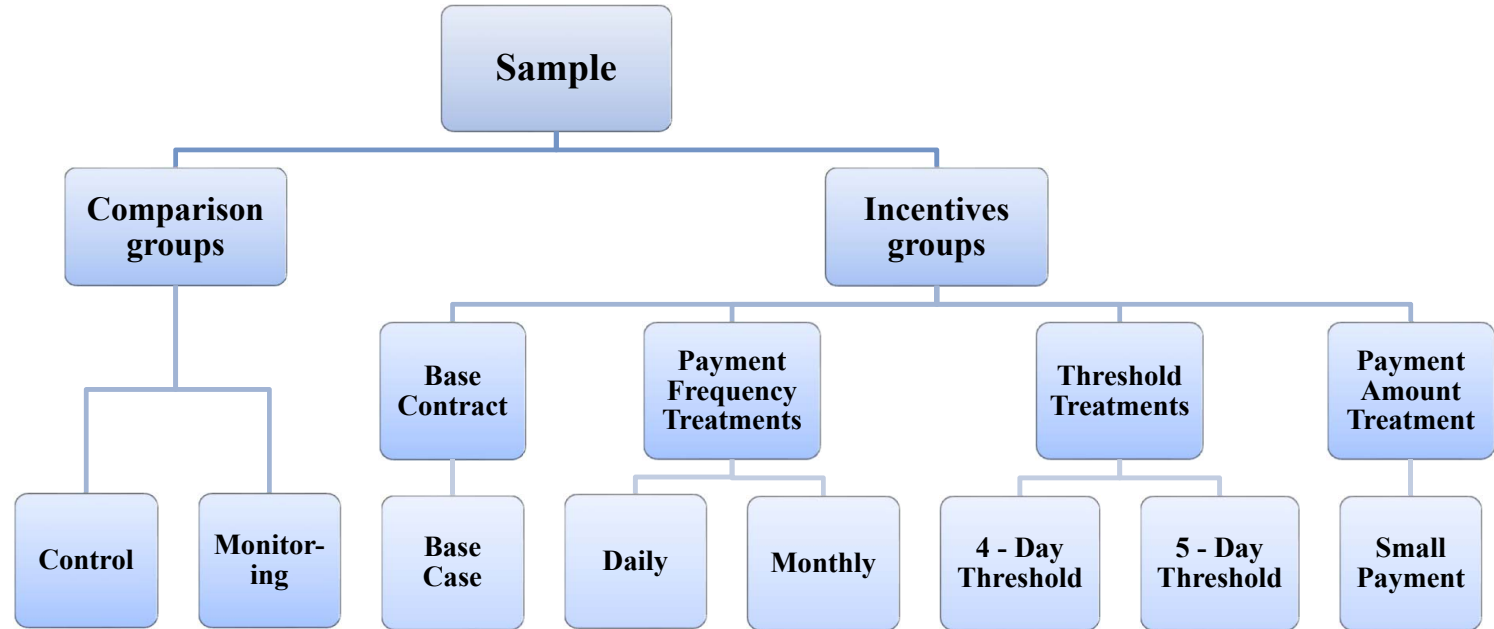 Sample
Comparison
groups
Incentives
groups
Base
Contract
Payment
Frequency
Treatments
Threshold
Treatments
Payment
Amount
Treatment
Control
Monitor-
ing
Base
Case
Daily
Monthly
4 - Day
Threshold
5 - Day
Threshold
Small
Payment